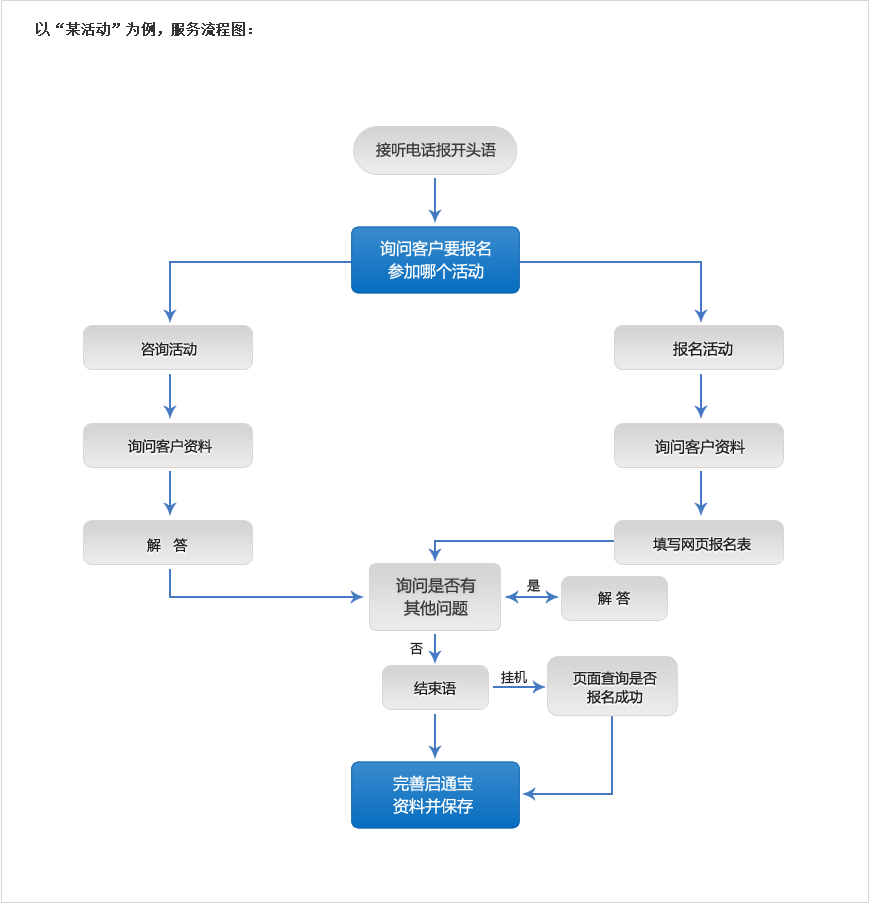 以“某活动”为例，服务流程图：
接听电话报开头语
询问客户要报名
参加哪个活动
咨询活动
报名活动
询问客户资料
询问客户资料
解 答
填写网页报名表
询问是否有
其他问题
是
解 答
否
结束语
挂机
页面查询是否
报名成功
完善启通宝
资料并保存